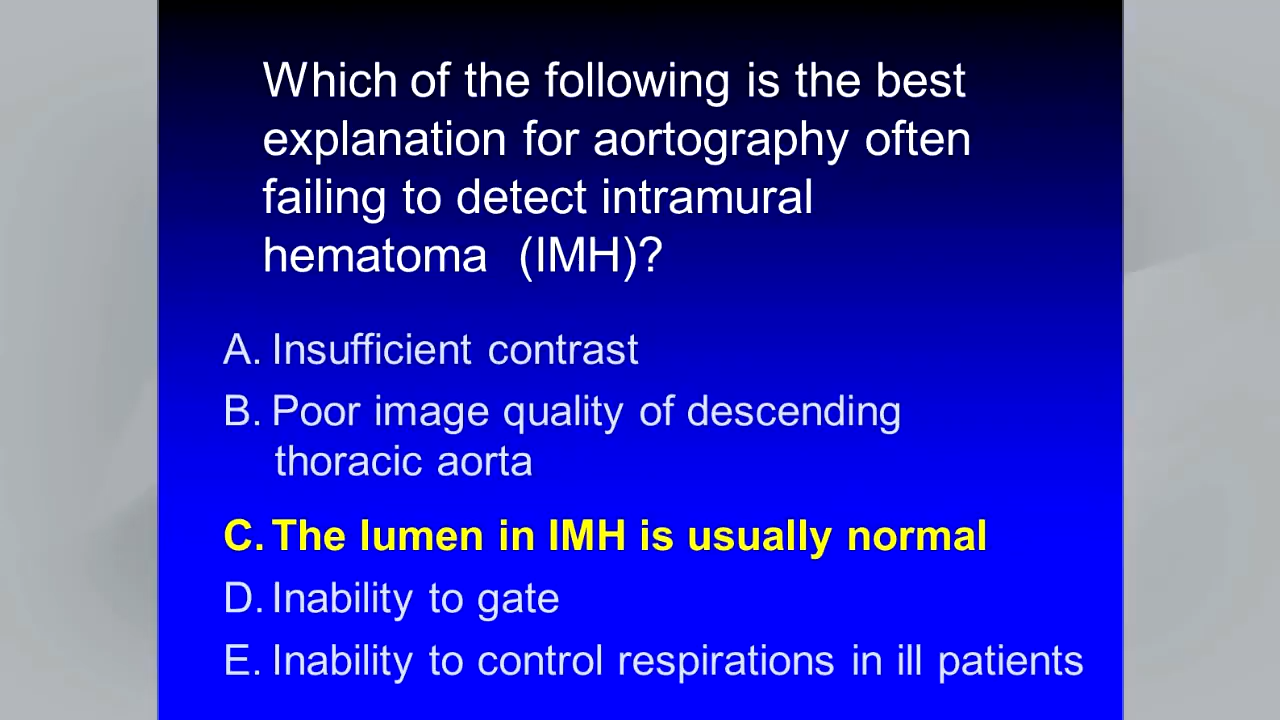 Which of the following is the best
explanation for aortography often
failing to detect intramural
hematoma  (IMH)?
A. Insufficient contrast
B. Poor image quality of descending
thoracic aorta
C. The lumen in IMH is usually normal
D. Inability to gate
E. Inability to control respirations in ill patients